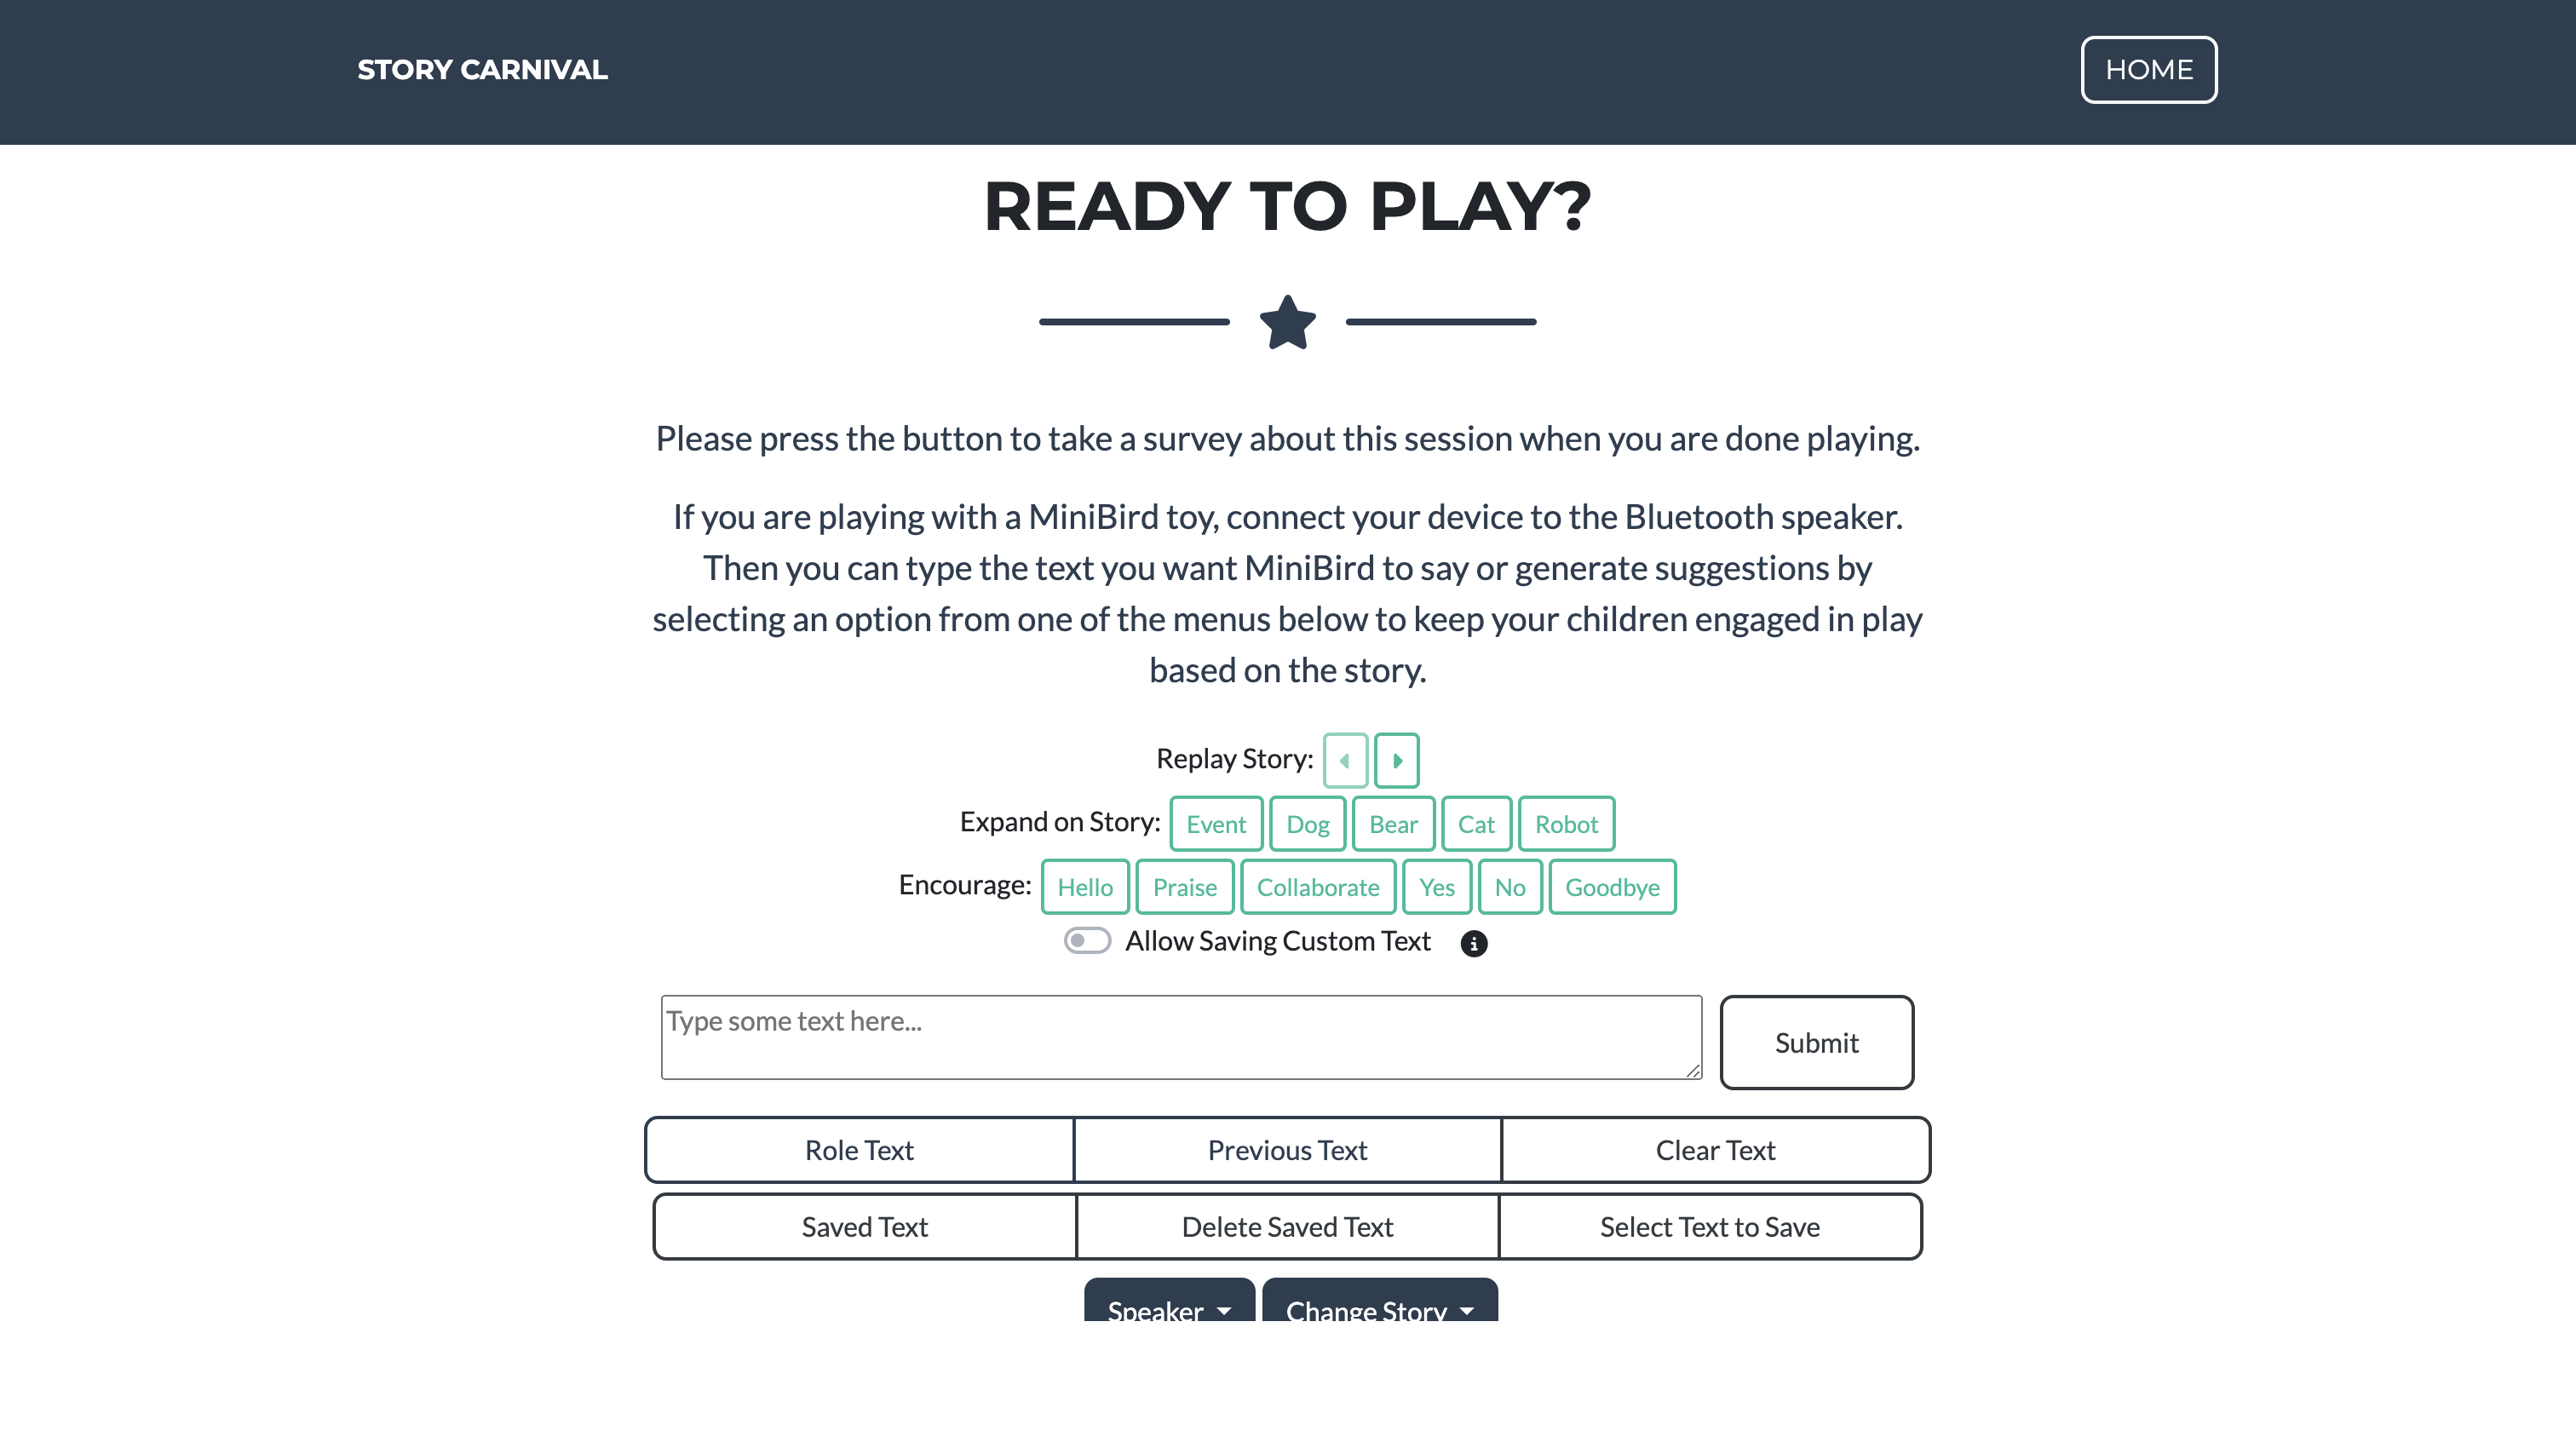 STORY CARNIVAL
HOME
READY TO PLAY?
Please press the button to take a survey about this session when you are done playing.
If you are playing with a MiniBird toy, connect your device to the Bluetooth speaker.
Then you can type the text you want MiniBird to say or generate suggestions by
selecting an option from one of the menus below to keep your children engaged in play
based on the story.
Replay Story:
Expand on Story: Event Dog Bear Cat Robot
Encourage: Hello Praise Collaborate Yes No Goodbye
Allow Saving Custom Text
Type some text here...
Submit
Role Text Previous Text Clear Text
Saved Text Delete Saved Text Select Text to Save
Speaker Change Story